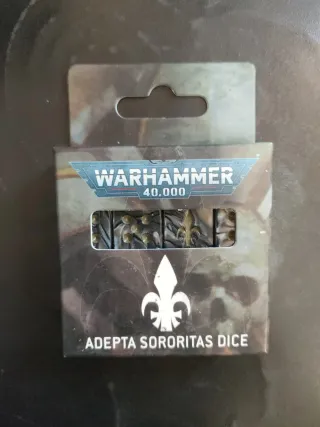 WARHAMMER
40,000
ADEPTA SORORITAS DICE